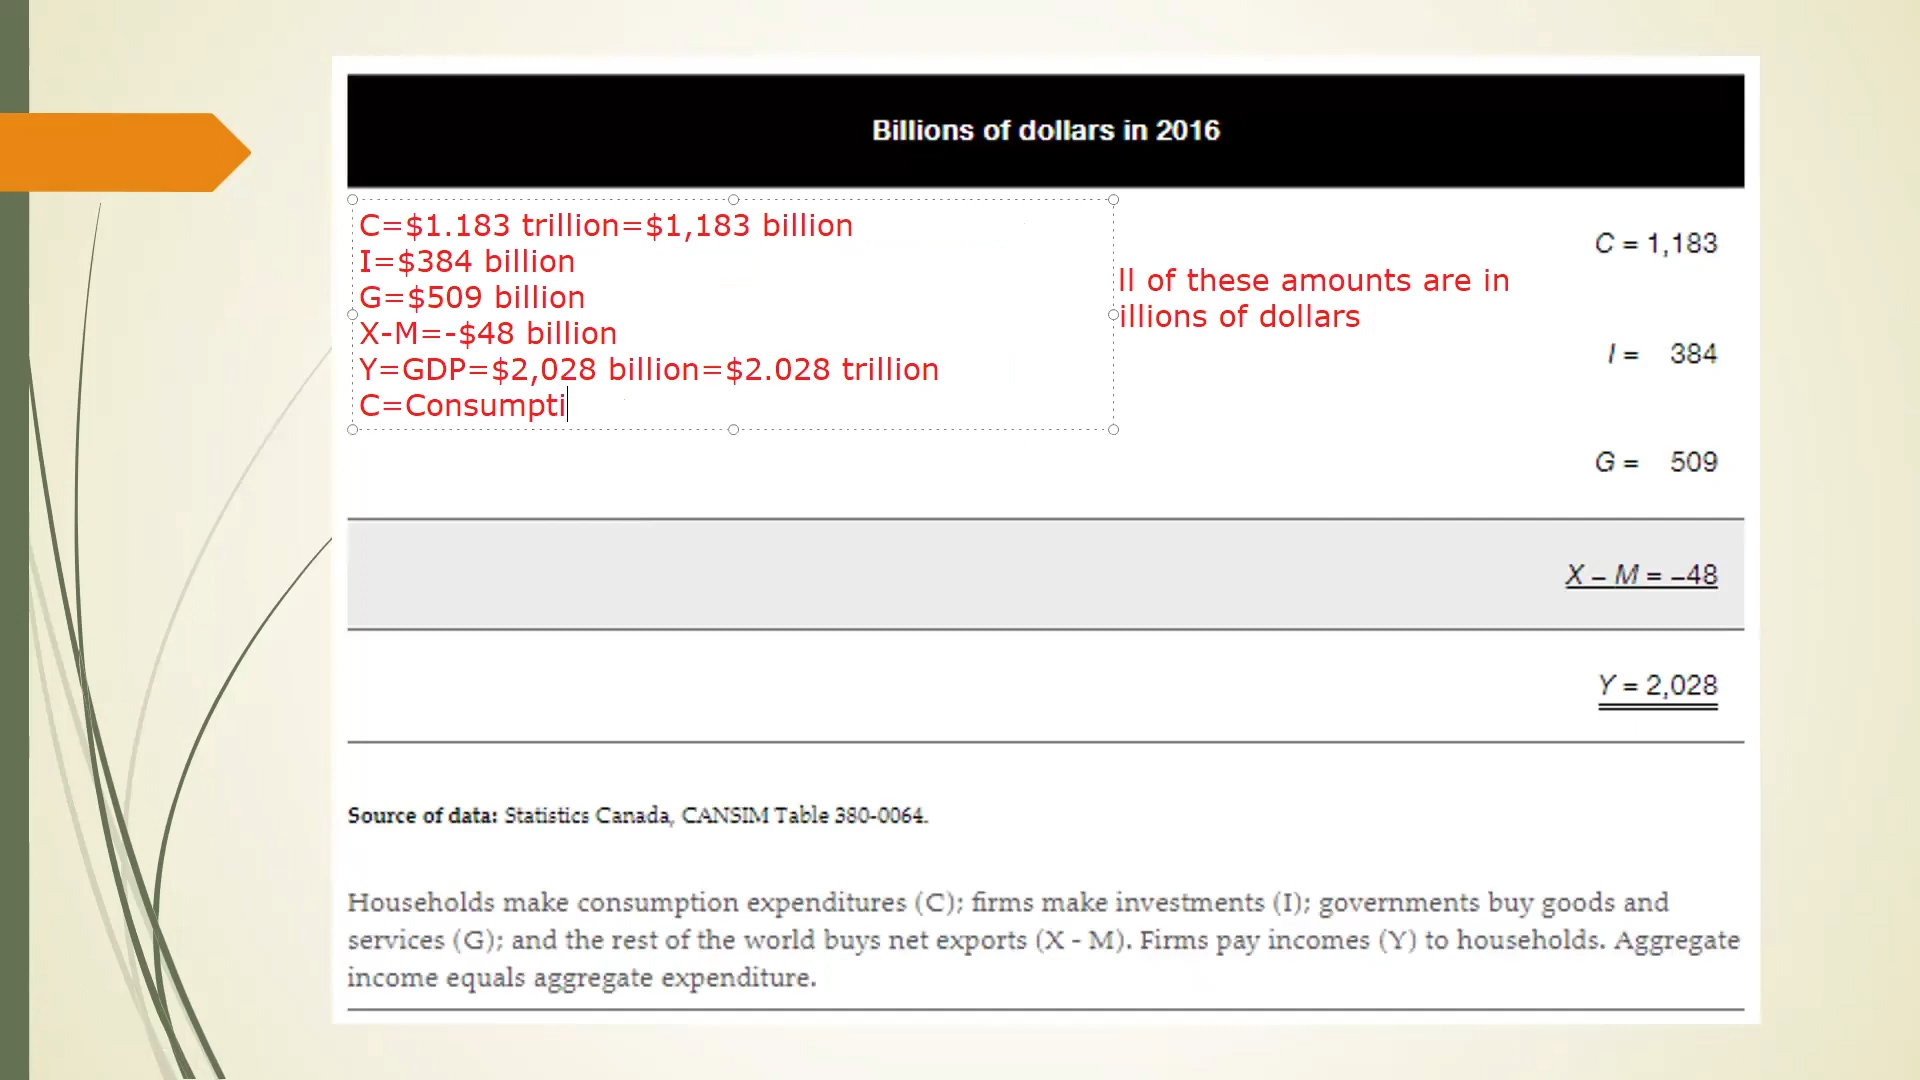 Billions of dollars in 2016
C=$1.183 trillion=$1,183 billion
I=$384 billion
G=$509 billion
X-M=-$48 billion
Y=GDP=$2,028 billion=$2.028 trillion
C=Consumpti
ll of these amounts are in
illions of dollars
C = 1,183
I = 384
G = 509
X – M = –48
Y = 2,028
Source of data: Statistics Canada, CANSIM Table 380-0064.
Households make consumption expenditures (C); firms make investments (I); governments buy goods and
services (G); and the rest of the world buys net exports (X - M). Firms pay incomes (Y) to households. Aggregate
income equals aggregate expenditure.